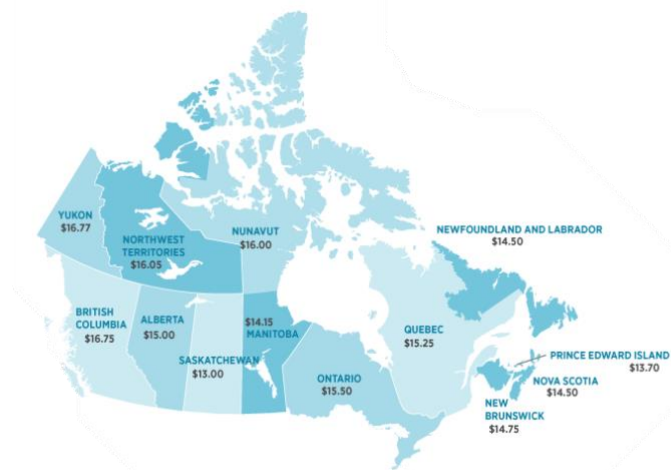 YUKON
$16.77
NORTHWEST
TERRITORIES
$16.05
NUNAVUT
$16.00
NEWFOUNDLAND AND LABRADOR
$14.50
BRITISH
COLUMBIA
$16.75
ALBERTA
$15.00
SASKATCHEWAN
$13.00
$14.15
MANITOBA
ONTARIO
$15.50
QUEBEC
$15.25
PRINCE EDWARD ISLAND
$13.70
NOVA SCOTIA
$14.50
NEW
BRUNSWICK
$14.75